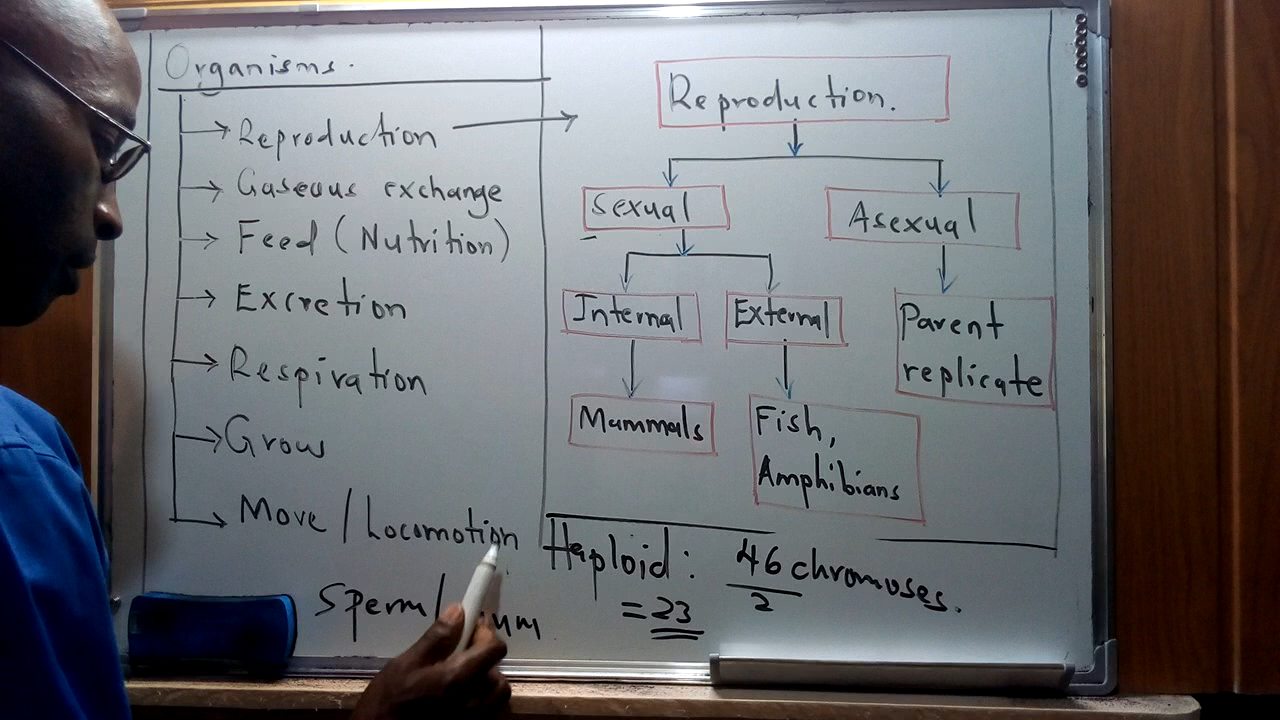 Organisms.
Reproduction
Gaseous exchange
Feed (Nutrition)
Excretion
Respiration
Grow
Move / Locomotion
Sperm/
Reproduction.
Sexual
Asexual
Internal
External
Parent
replicate
Mammals
Fish,
Amphibians
Haploid: 46 chromoses.
2
= 23